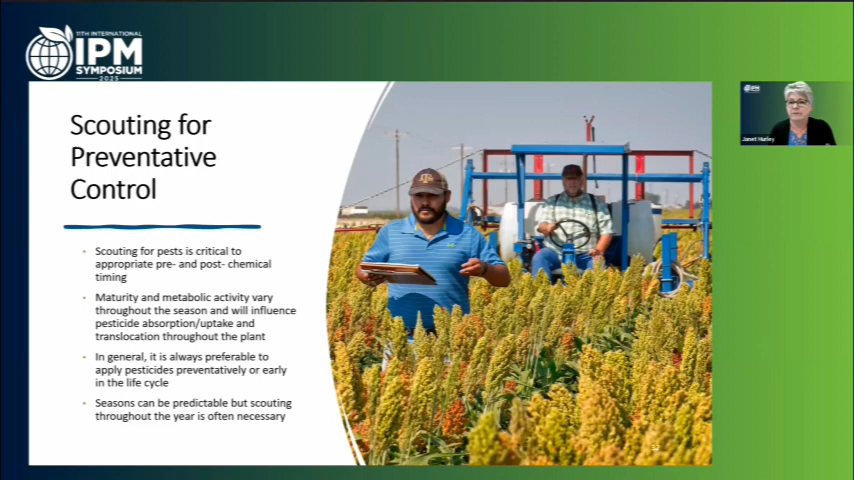 11TH INTERNATIONAL
IPM
SYMPOSIUM
2025
Scouting for
Preventative
Control
Scouting for pests is critical to
appropriate pre- and post- chemical
timing
Maturity and metabolic activity vary
throughout the season and will influence
pesticide absorption/uptake and
translocation throughout the plant
In general, it is always preferable to
apply pesticides preventatively or early
in the life cycle
Seasons can be predictable but scouting
throughout the year is often necessary
IPM
Janet Hurley